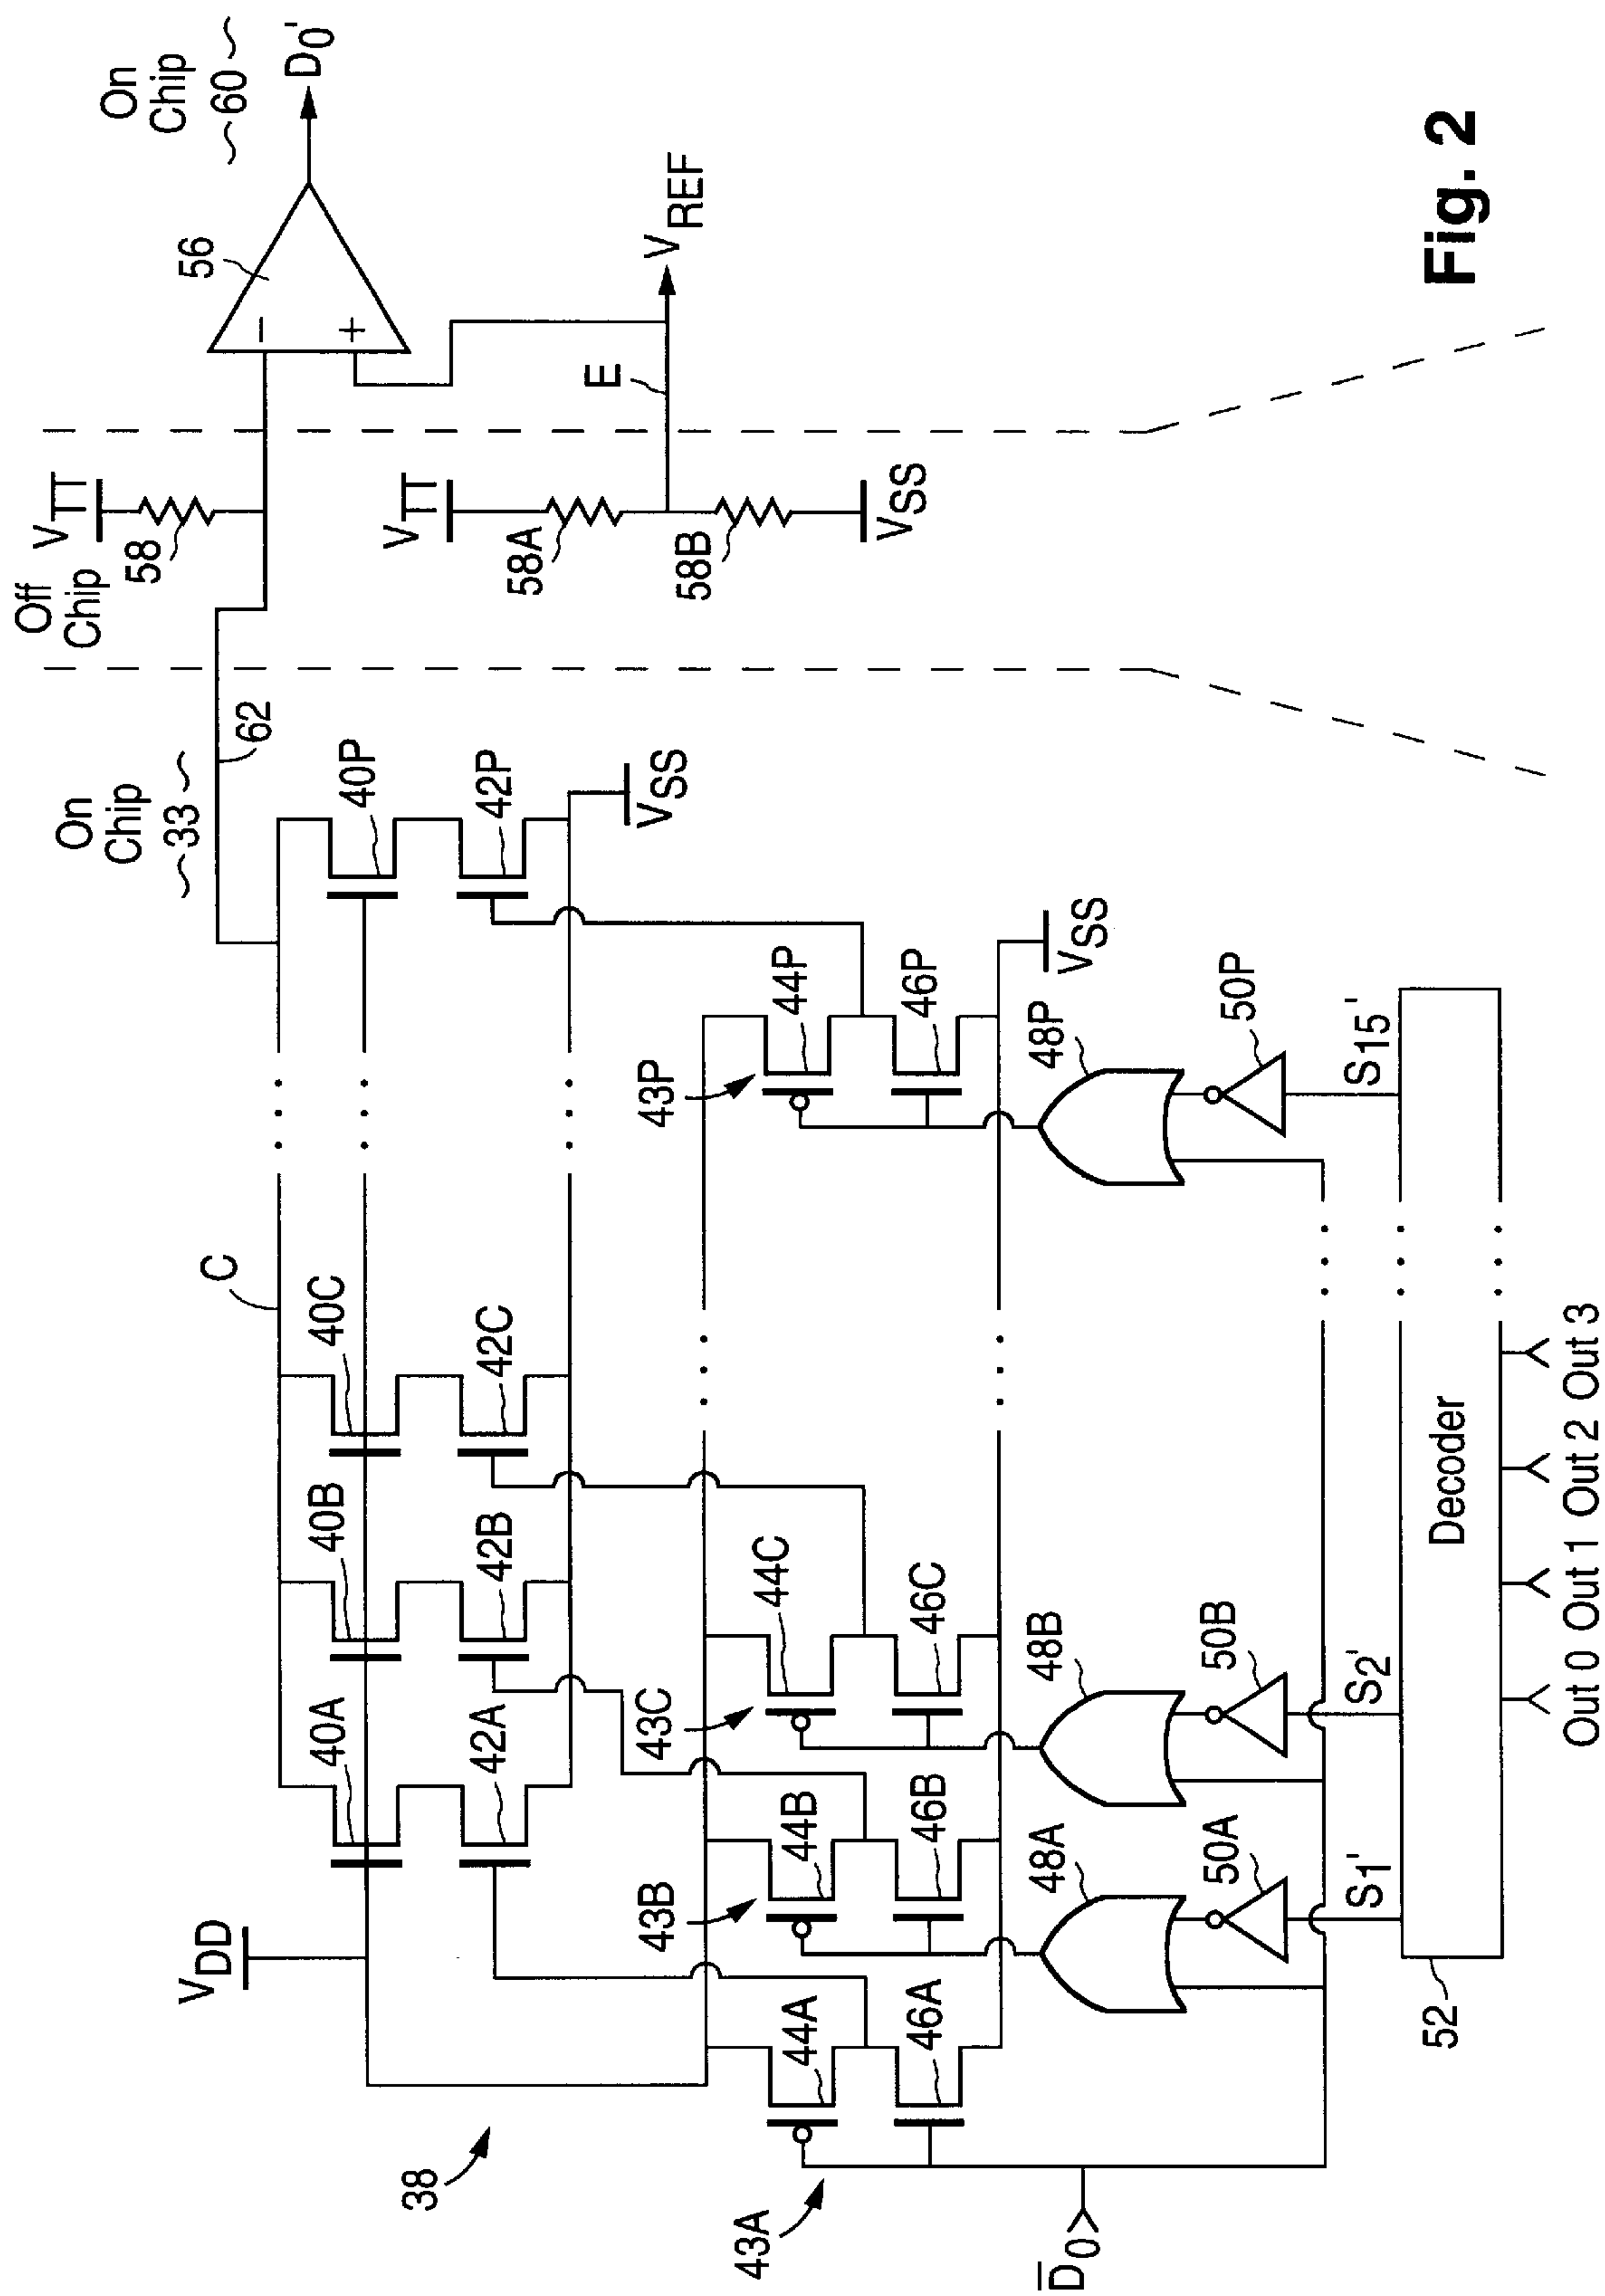 On
Chip
~ 33 ~
Off
Chip
On
Chip
~ 60 ~
VDD
VTT
58
62
56
D0'
C
40A
40B
40C
40P
42A
42B
42C
42P
VSS
VTT
58A
58B
VSS
E
VREF
38
43A
44A
46A
43B
44B
46B
43C
44C
46C
43P
44P
46P
VSS
D̅0
48A
48B
48P
50A
50B
50P
S1'
S2'
S15'
52
Decoder
Out 0 Out 1 Out 2 Out 3
Fig. 2
− 
+